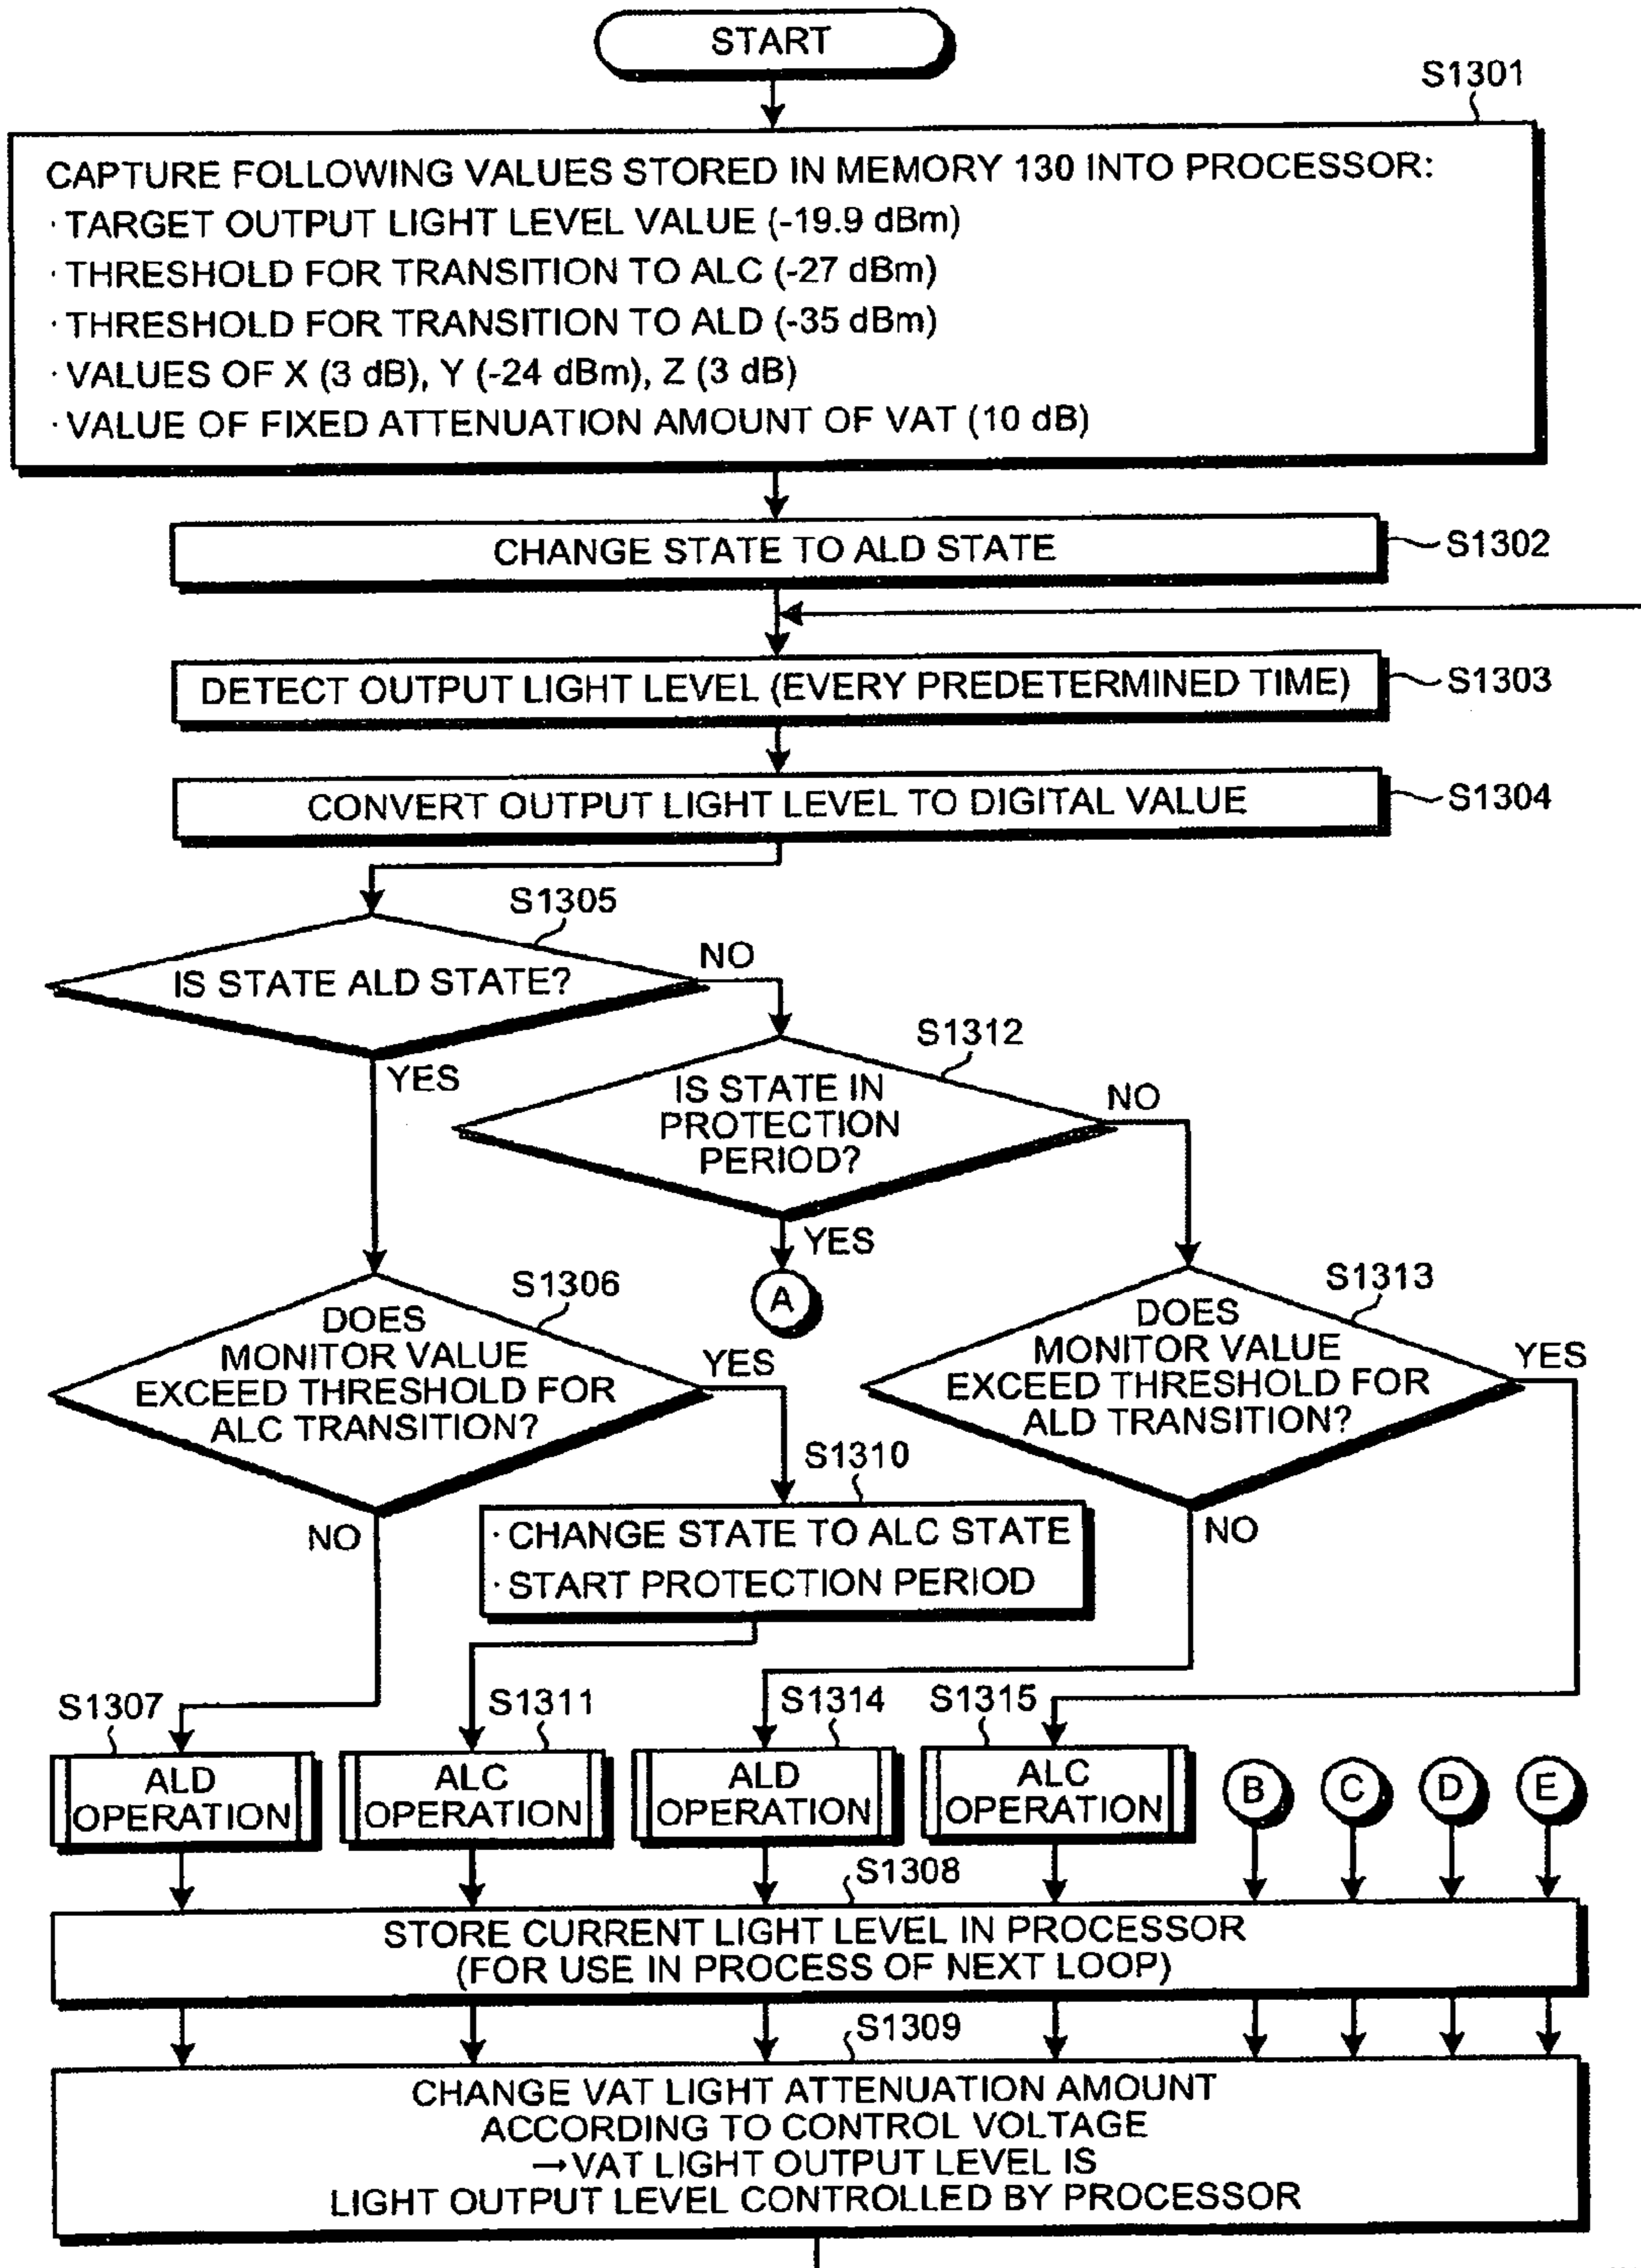 START
S1301
CAPTURE FOLLOWING VALUES STORED IN MEMORY 130 INTO PROCESSOR:
· TARGET OUTPUT LIGHT LEVEL VALUE (-19.9 dBm)
· THRESHOLD FOR TRANSITION TO ALC (-27 dBm)
· THRESHOLD FOR TRANSITION TO ALD (-35 dBm)
· VALUES OF X (3 dB), Y (-24 dBm), Z (3 dB)
· VALUE OF FIXED ATTENUATION AMOUNT OF VAT (10 dB)
CHANGE STATE TO ALD STATE
S1302
DETECT OUTPUT LIGHT LEVEL (EVERY PREDETERMINED TIME)
S1303
CONVERT OUTPUT LIGHT LEVEL TO DIGITAL VALUE
S1304
S1305
IS STATE ALD STATE?
NO
YES
S1312
IS STATE IN
PROTECTION
PERIOD?
NO
YES
A
S1306
DOES
MONITOR VALUE
EXCEED THRESHOLD FOR
ALC TRANSITION?
YES
NO
S1313
DOES
MONITOR VALUE
EXCEED THRESHOLD FOR
ALD TRANSITION?
YES
NO
S1310
· CHANGE STATE TO ALC STATE
· START PROTECTION PERIOD
S1307
ALD
OPERATION
S1311
ALC
OPERATION
S1314
ALD
OPERATION
S1315
ALC
OPERATION
B
C
D
E
S1308
STORE CURRENT LIGHT LEVEL IN PROCESSOR
(FOR USE IN PROCESS OF NEXT LOOP)
S1309
CHANGE VAT LIGHT ATTENUATION AMOUNT
ACCORDING TO CONTROL VOLTAGE
→VAT LIGHT OUTPUT LEVEL IS
LIGHT OUTPUT LEVEL CONTROLLED BY PROCESSOR